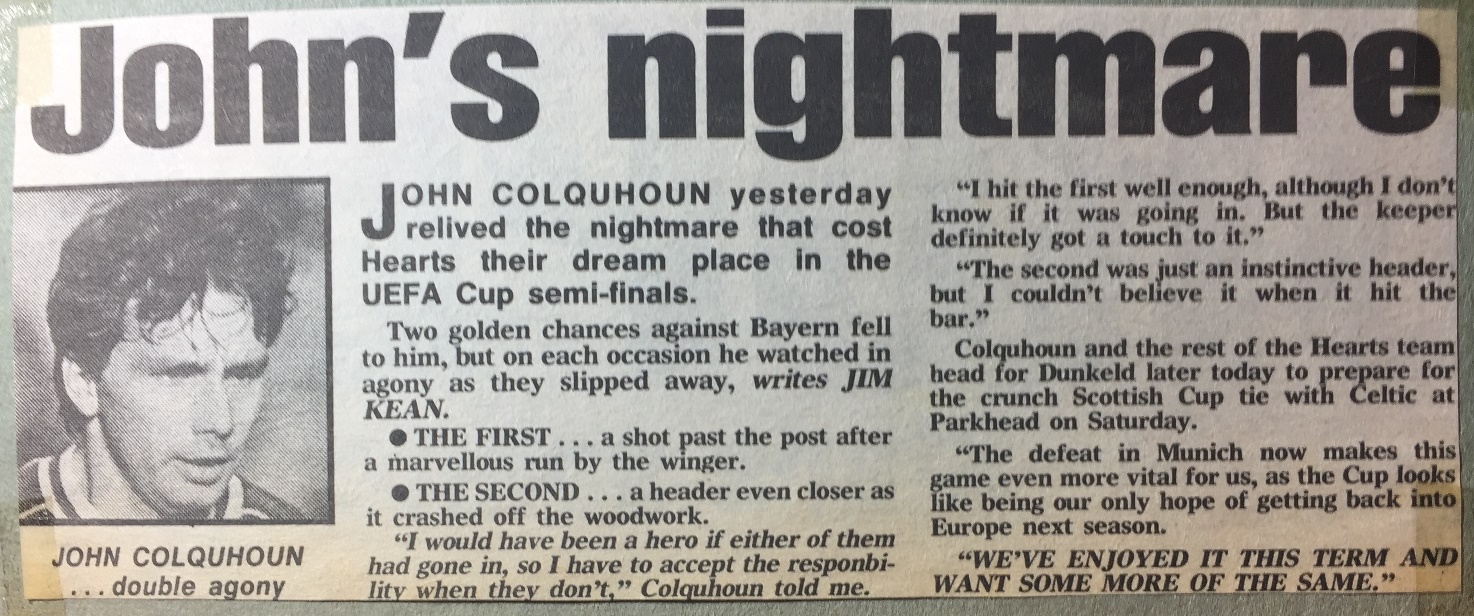 John's nightmare
JOHN COLQUHOUN
...double agony
JOHN COLQUHOUN yesterday
relived the nightmare that cost
Hearts their dream place in the
UEFA Cup semi-finals.
Two golden chances against Bayern fell
to him, but on each occasion he watched in
agony as they slipped away, writes JIM
KEAN.
● THE FIRST . . . a shot past the post after
a marvellous run by the winger.
● THE SECOND . . . a header even closer as
it crashed off the woodwork.
“I would have been a hero if either of them
had gone in, so I have to accept the responbi-
lity when they don't,” Colquhoun told me.
“I hit the first well enough, although I don't
know if it was going in. But the keeper
definitely got a touch to it.”
“The second was just an instinctive header,
but I couldn't believe it when it hit the
bar.”
Colquhoun and the rest of the Hearts team
head for Dunkeld later today to prepare for
the crunch Scottish Cup tie with Celtic at
Parkhead on Saturday.
“The defeat in Munich now makes this
game even more vital for us, as the Cup looks
like being our only hope of getting back into
Europe next season.
“WE'VE ENJOYED IT THIS TERM AND
WANT SOME MORE OF THE SAME.”